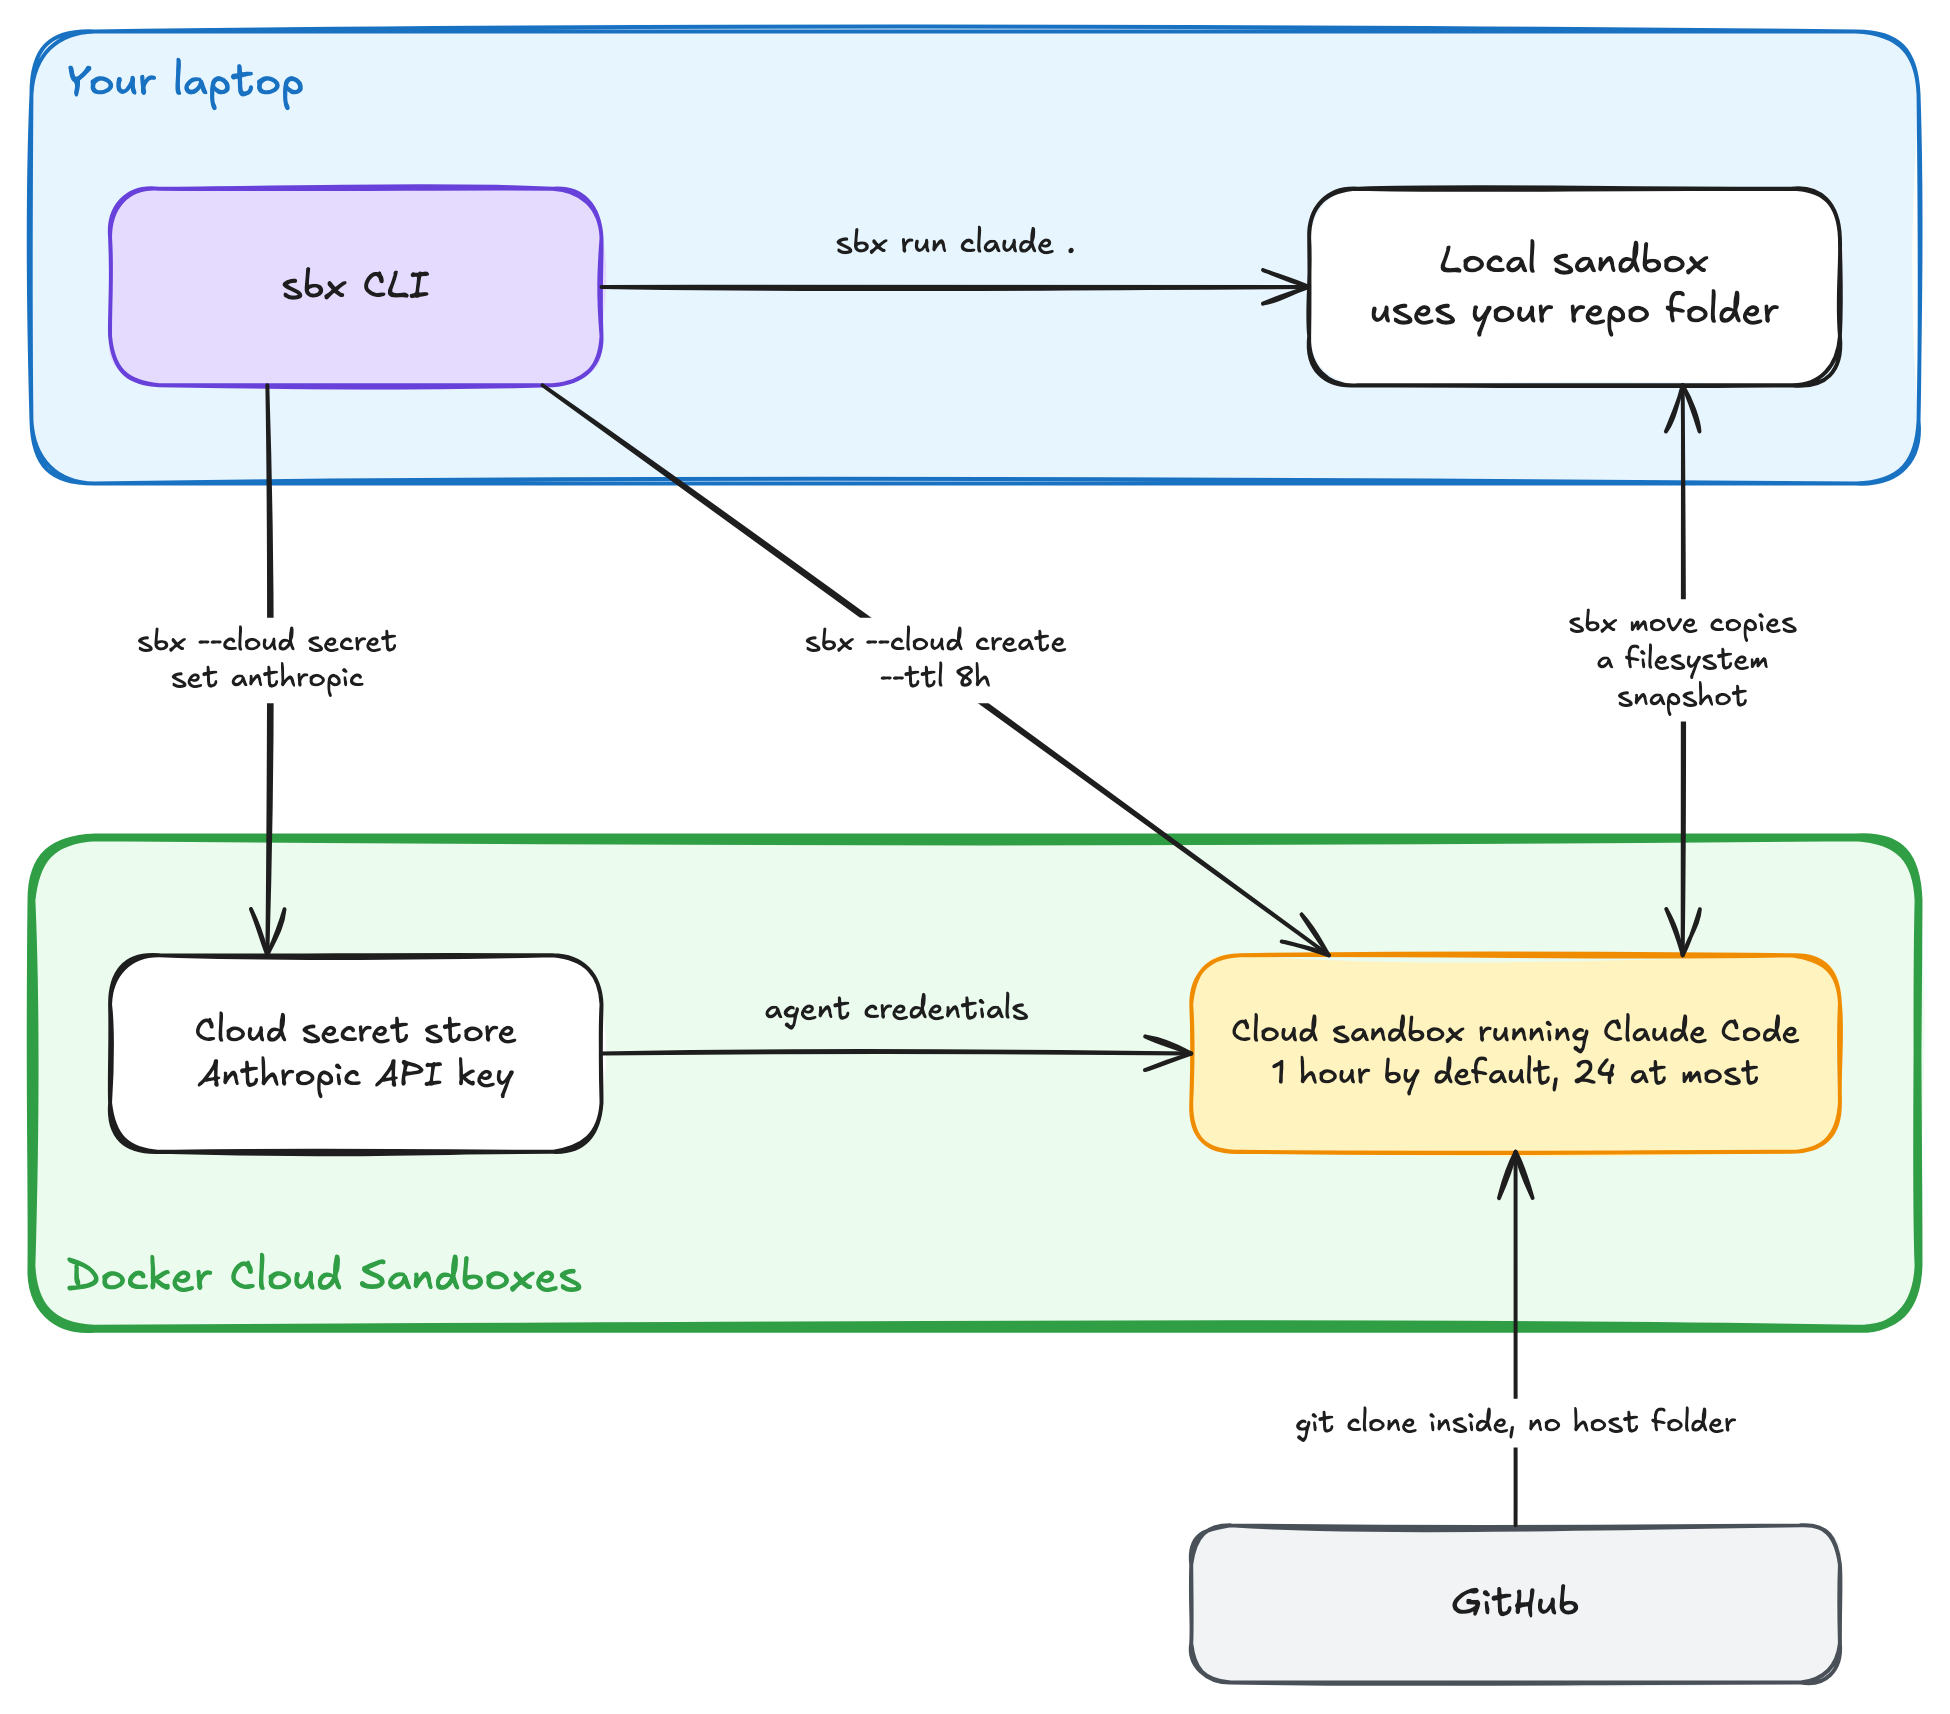 Your laptop
sbx CLI
sbx run claude .
Local sandbox
uses your repo folder
sbx --cloud secret
set anthropic
sbx --cloud create
--ttl 8h
sbx move copies
a filesystem
snapshot
Cloud secret store
Anthropic API key
agent credentials
Cloud sandbox running Claude Code
1 hour by default, 24 at most
Docker Cloud Sandboxes
git clone inside, no host folder
GitHub